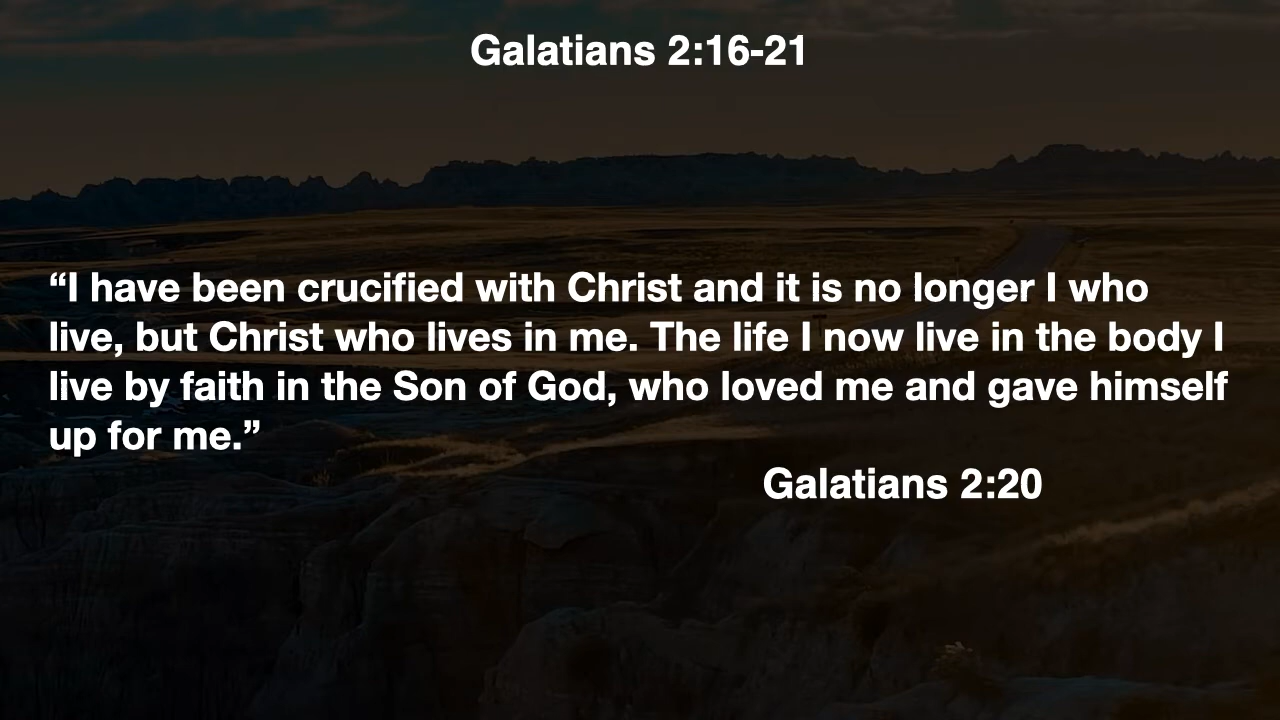 Galatians 2:16-21
“I have been crucified with Christ and it is no longer I who
live, but Christ who lives in me. The life I now live in the body I
live by faith in the Son of God, who loved me and gave himself
up for me.”
Galatians 2:20